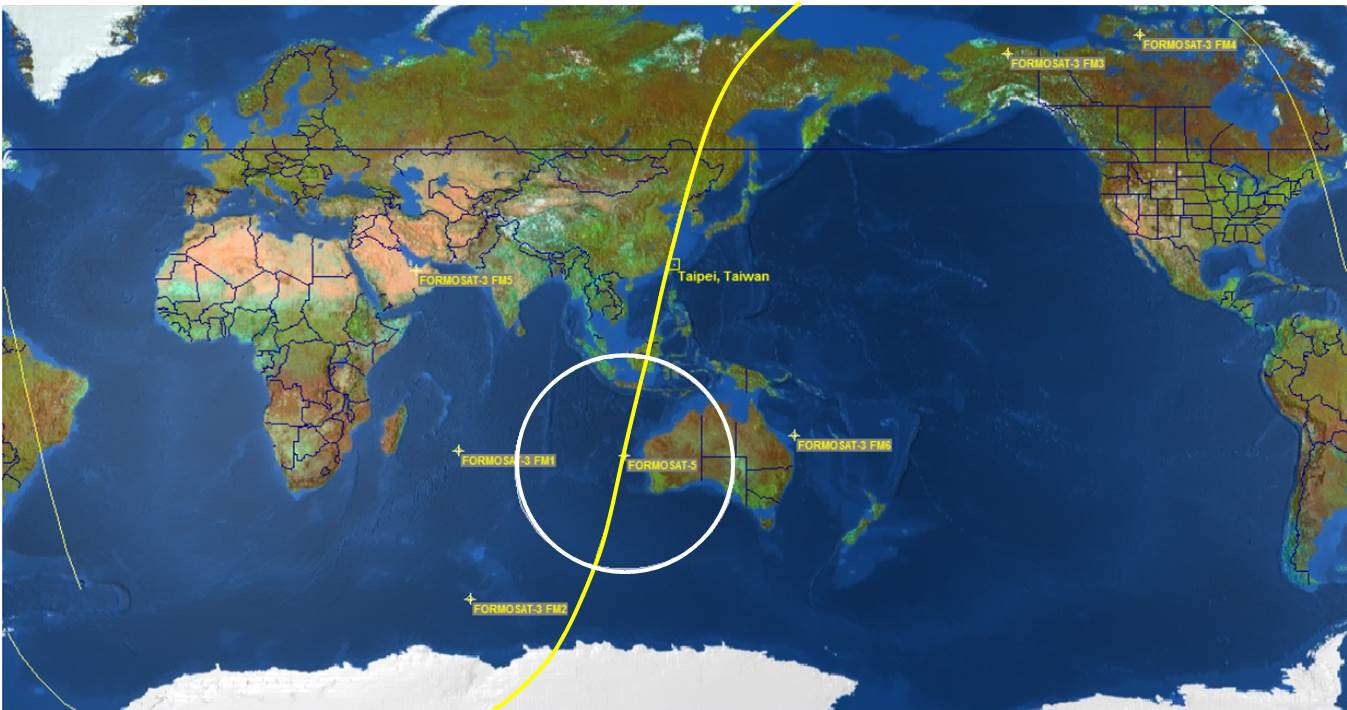 FORMOSAT-3 FM4
FORMOSAT-3 FM3
FORMOSAT-3 FM5
Taipei, Taiwan
FORMOSAT-3 FM6
FORMOSAT-3 FM1
FORMOSAT-5
FORMOSAT-3 FM2